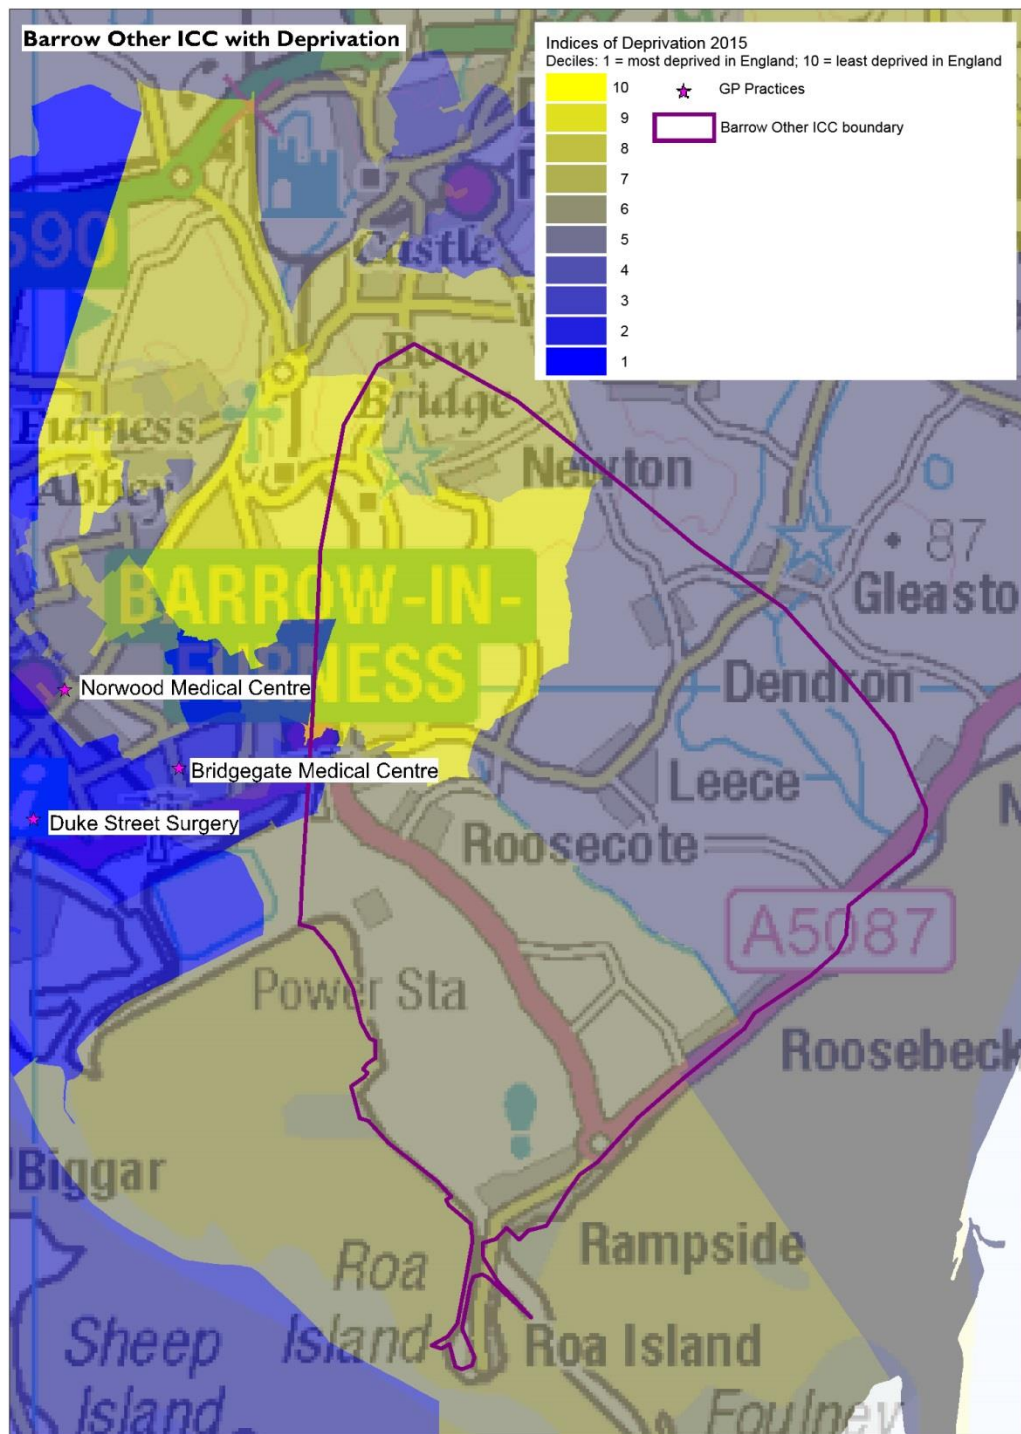 Barrow Other ICC with Deprivation
Indices of Deprivation 2015
Deciles: 1 = most deprived in England; 10 = least deprived in England
10
GP Practices
9
Barrow Other ICC boundary
8
7
6
5
4
3
2
1
590
Castle
Bow
Bridge
Furness
Abbey
Newton
87
Gleasto
BARROW-IN-
FURNESS
Dendron
Norwood Medical Centre
Bridgegate Medical Centre
Leece
N
Duke Street Surgery
Roosecote
A5087
Power Sta
Roosebeck
Biggar
Rampside
Roa
Island
Roa Island
Sheep
Island
Foulney